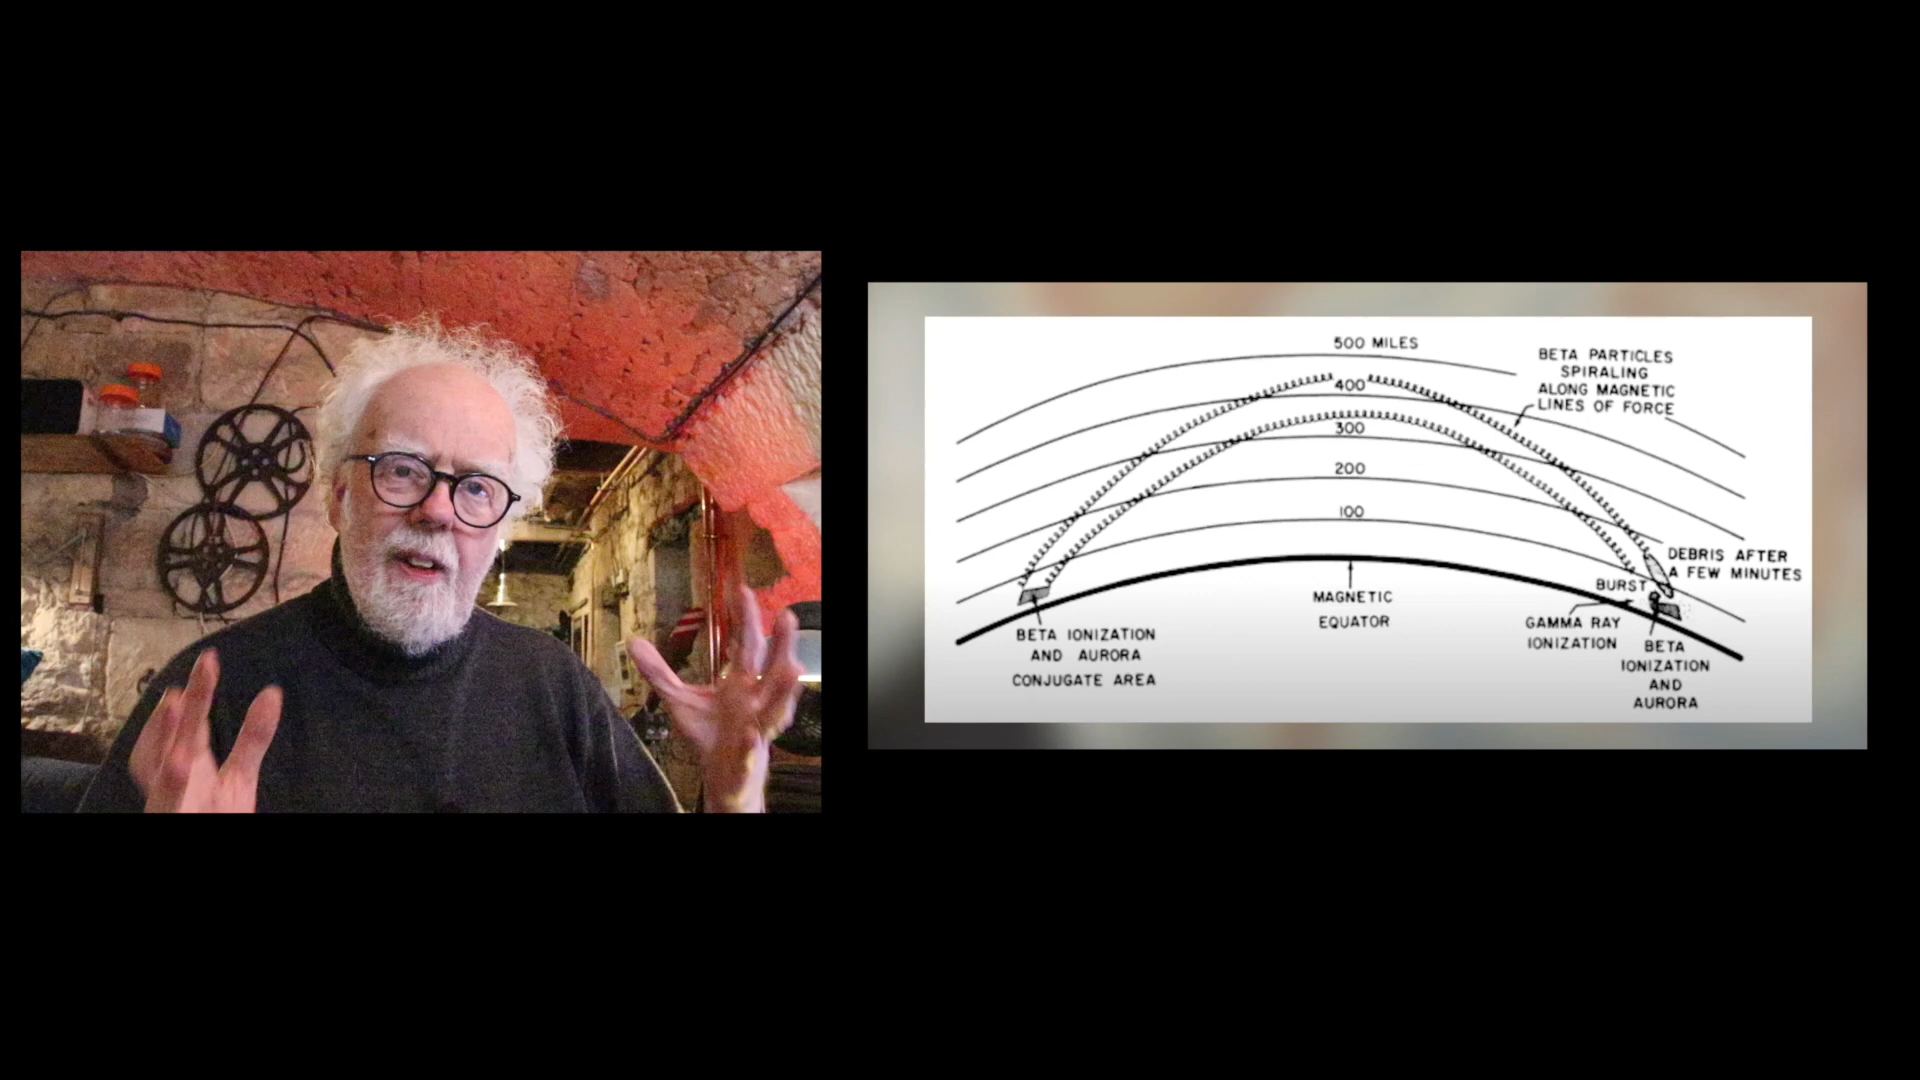 500 MILES
400
300
200
100
BETA PARTICLES
SPIRALING
ALONG MAGNETIC
LINES OF FORCE
DEBRIS AFTER
A FEW MINUTES
BURST
MAGNETIC
EQUATOR
GAMMA RAY
IONIZATION
BETA
IONIZATION
AND
AURORA
BETA IONIZATION
AND AURORA
CONJUGATE AREA